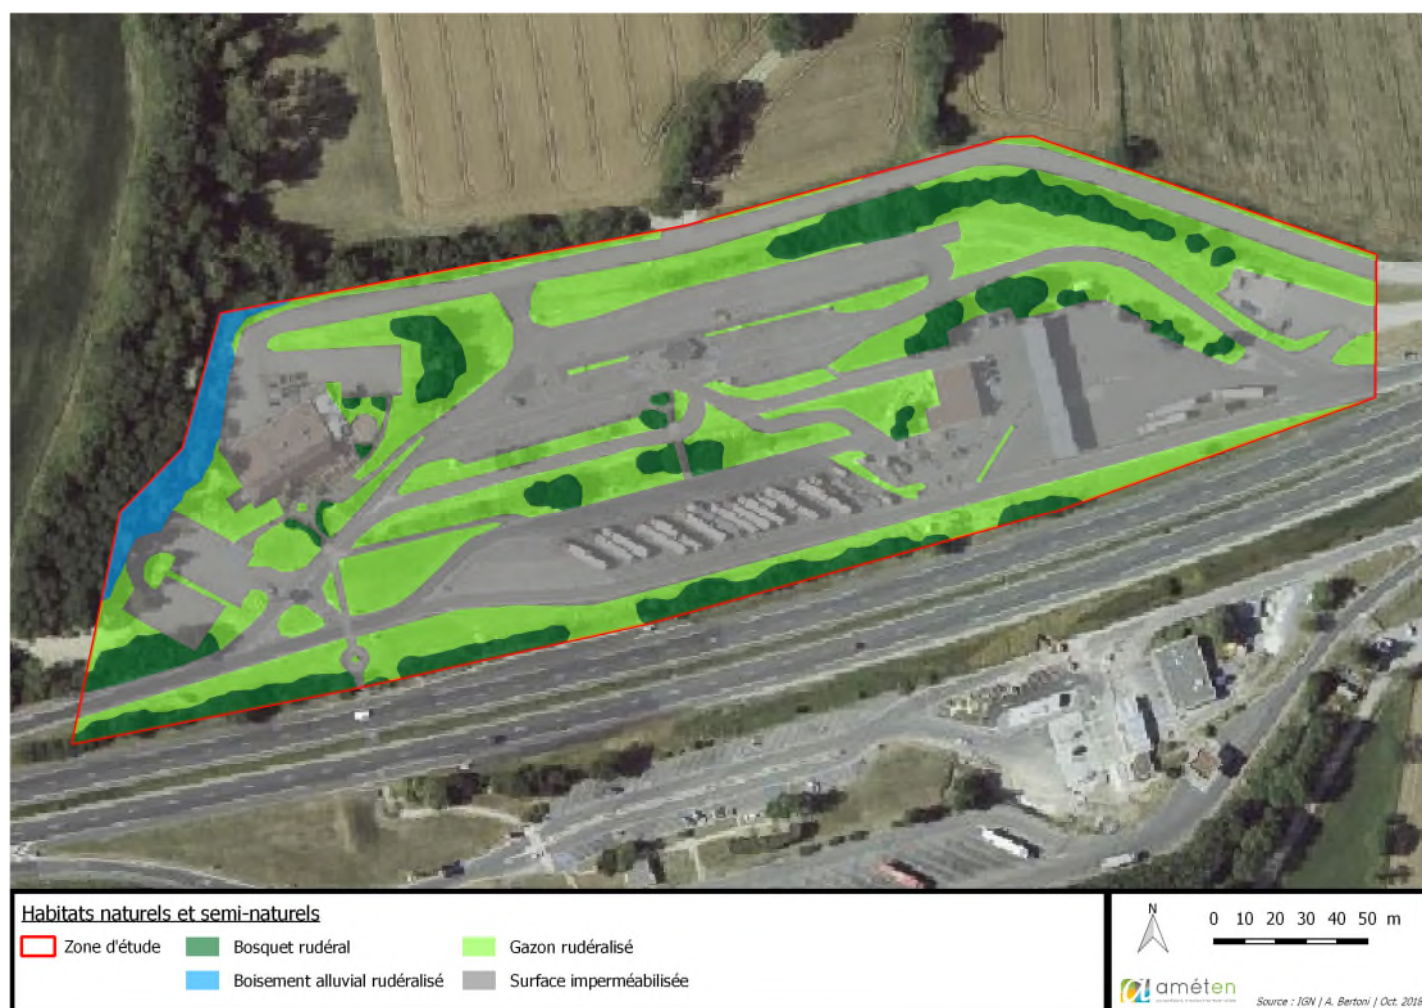 Habitats naturels et semi-naturels
Zone d'étude
Bosquet rudéral
Gazon rudéralisé
Boisement alluvial rudéralisé
Surface imperméabilisée
N
0 10 20 30 40 50 m
améten
Source : IGN | A. Bertoni | Oct. 2018